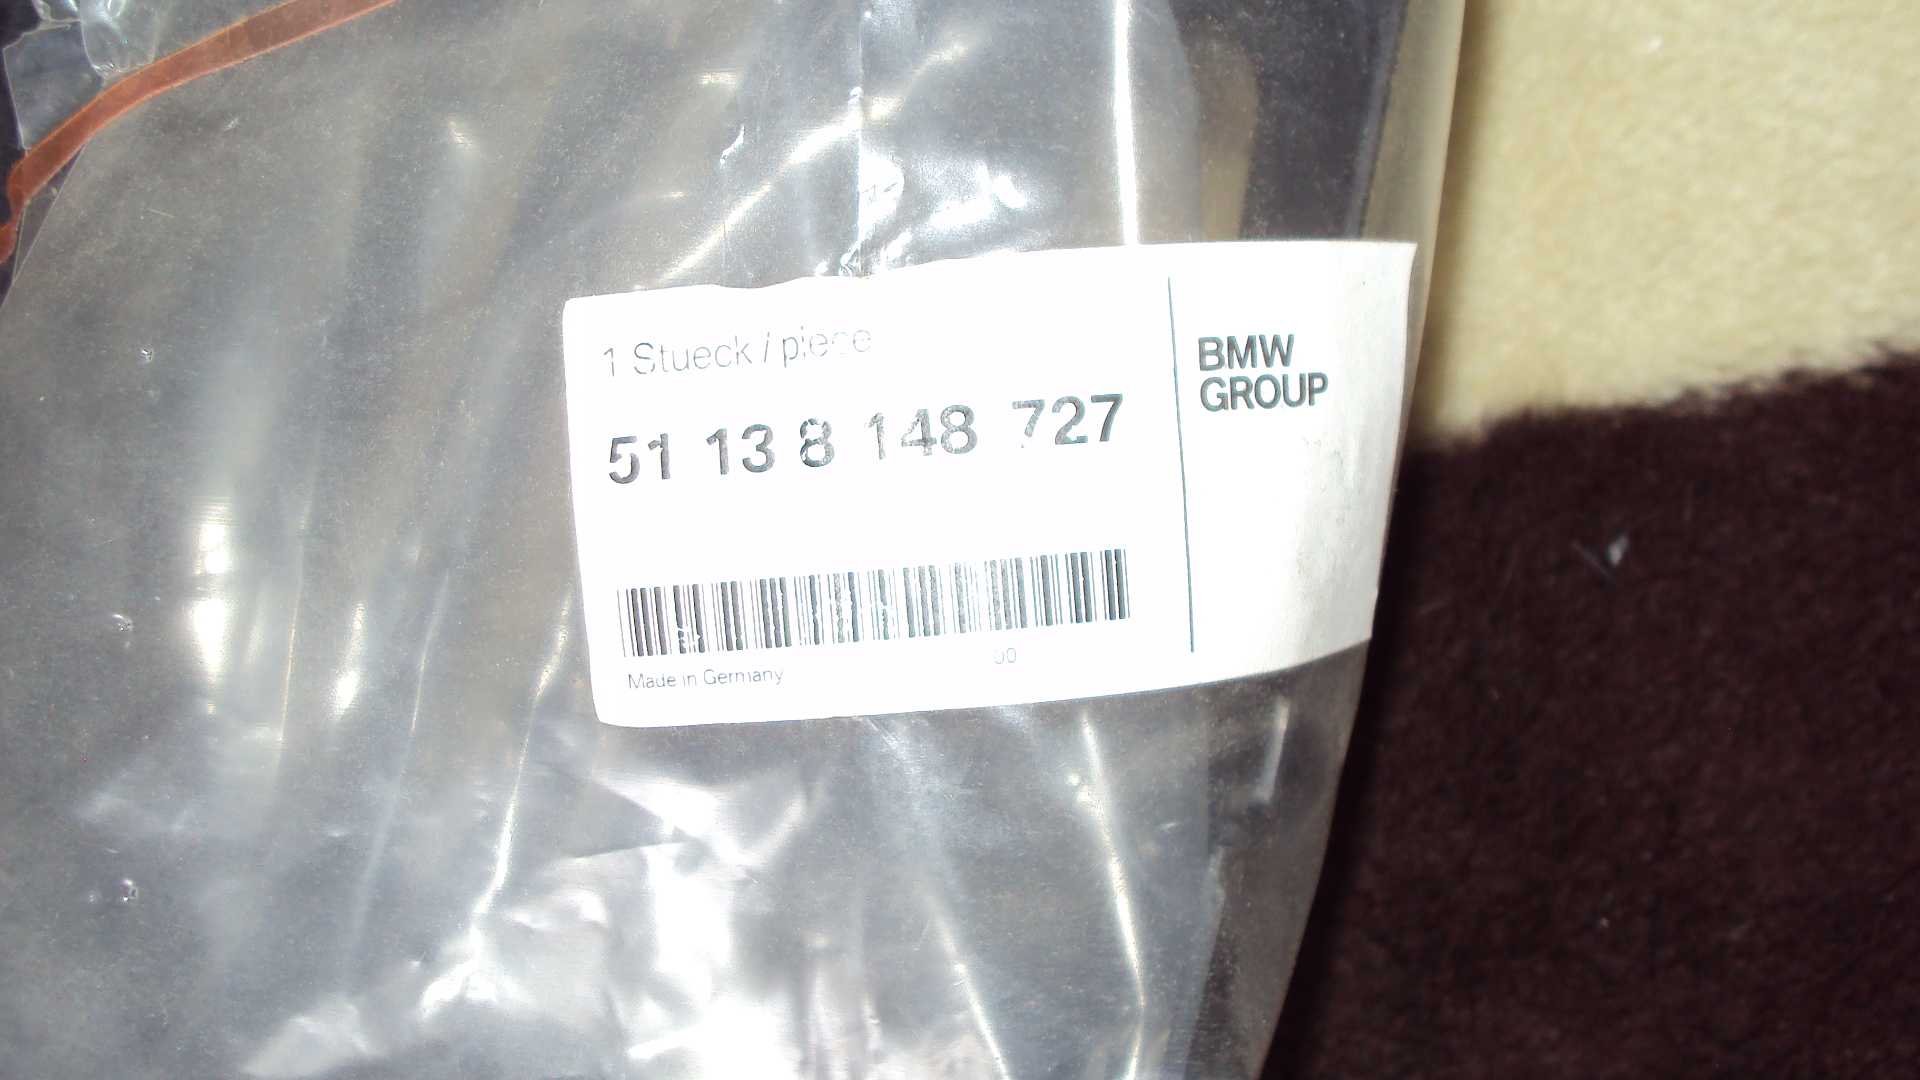 1 Stueck / piece
51 13 8 148 727
Made in Germany
00
BMW
GROUP